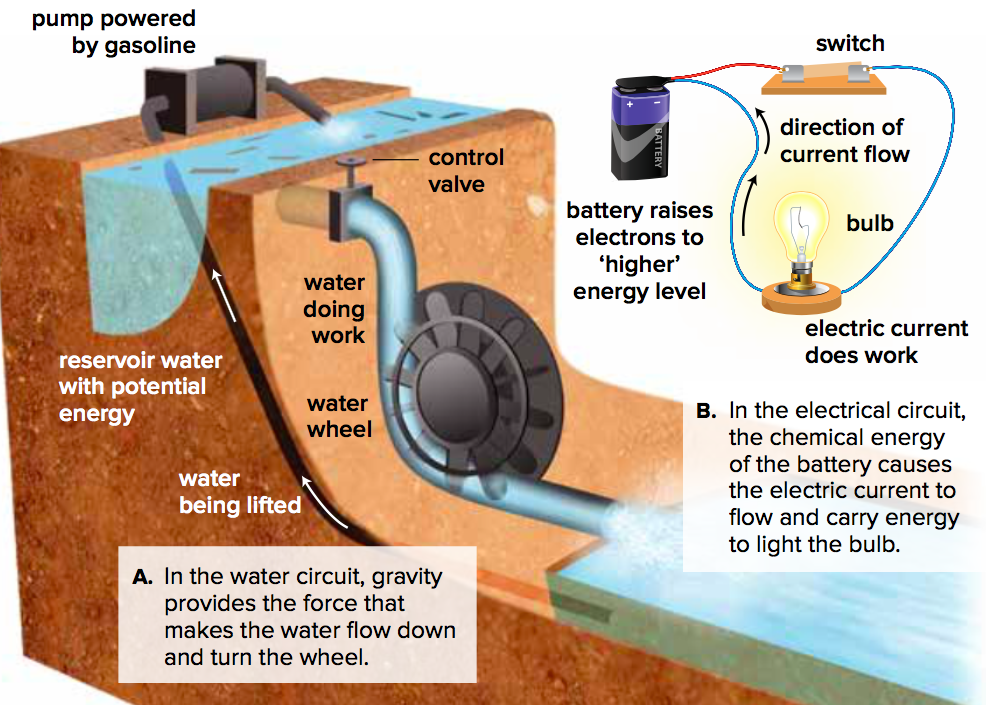 pump powered
by gasoline
control
valve
water
doing
work
water
wheel
reservoir water
with potential
energy
water
being lifted
A. In the water circuit, gravity
provides the force that
makes the water flow down
and turn the wheel.
switch
+ -
BATTERY
direction of
current flow
battery raises
electrons to
‘higher’
energy level
bulb
electric current
does work
B. In the electrical circuit,
the chemical energy
of the battery causes
the electric current to
flow and carry energy
to light the bulb.